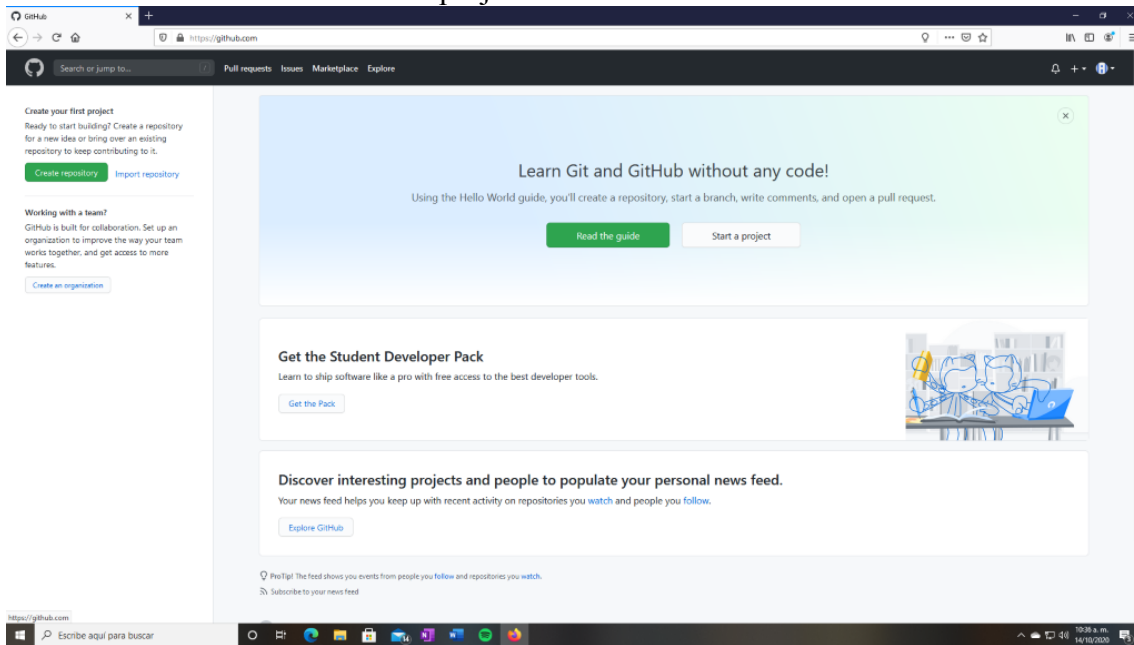 GitHub
https://github.com
Search or jump to...
Pull requests Issues Marketplace Explore
Create your first project
Ready to start building? Create a repository
for a new idea or bring over an existing
repository to keep contributing to it.
Create repository Import repository
Working with a team?
GitHub is built for collaboration. Set up an
organization to improve the way your team
works together, and get access to more
features.
Create an organization
Learn Git and GitHub without any code!
Using the Hello World guide, you'll create a repository, start a branch, write comments, and open a pull request.
Read the guide Start a project
Get the Student Developer Pack
Learn to ship software like a pro with free access to the best developer tools.
Get the Pack
Discover interesting projects and people to populate your personal news feed.
Your news feed helps you keep up with recent activity on repositories you watch and people you follow.
Explore GitHub
ProTip! The feed shows you events from people you follow and repositories you watch.
Subscribe to your news feed
https://github.com
Escribe aquí para buscar
10:36 a. m.
14/10/2020